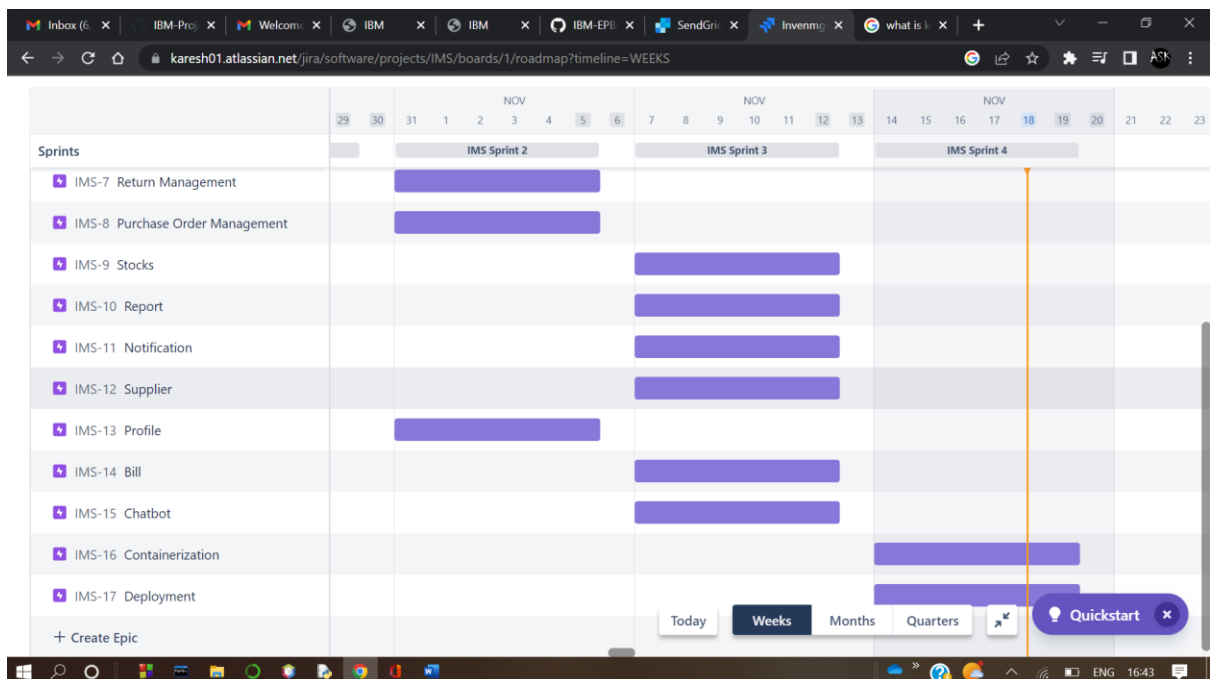 Inbox (6,
IBM-Proj
Welcome
IBM
IBM
IBM-EPB
SendGric
Invenmg
what is k
karesh01.atlassian.net/jira/software/projects/IMS/boards/1/roadmap?timeline=WEEKS
ASK
NOV NOV NOV
29 30 31 1 2 3 4 5 6 7 8 9 10 11 12 13 14 15 16 17 18 19 20 21 22 23
Sprints IMS Sprint 2 IMS Sprint 3 IMS Sprint 4
IMS-7 Return Management
IMS-8 Purchase Order Management
IMS-9 Stocks
IMS-10 Report
IMS-11 Notification
IMS-12 Supplier
IMS-13 Profile
IMS-14 Bill
IMS-15 Chatbot
IMS-16 Containerization
IMS-17 Deployment
Today Weeks Months Quarters Quickstart
+ Create Epic
ENG 16:43